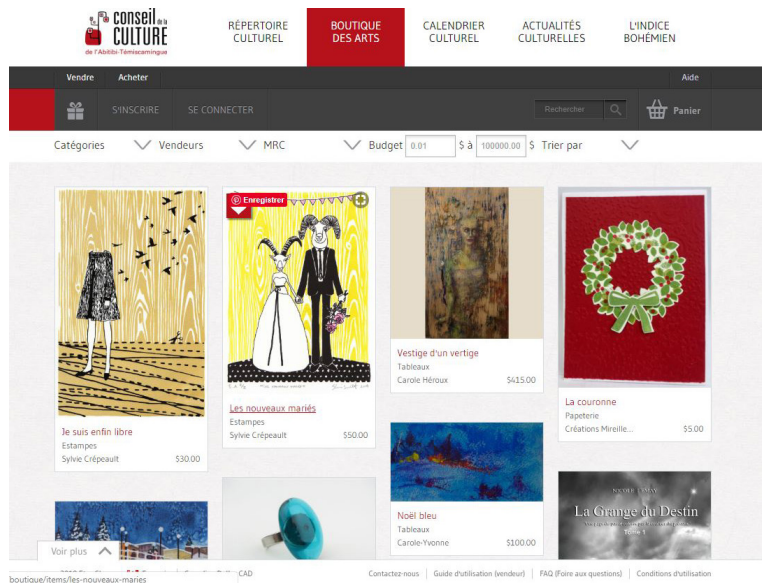 conseil de la
CULTURE
de l'Abitibi-Témiscamingue
RÉPERTOIRE
CULTUREL
BOUTIQUE
DES ARTS
CALENDRIER
CULTUREL
ACTUALITÉS
CULTURELLES
L'INDICE
BOHÉMIEN
Vendre Acheter Aide
S'INSCRIRE SE CONNECTER Rechercher Panier
Catégories Vendeurs MRC Budget 0.01 $ à 100000.00 $ Trier par
Enregistrer
Je suis enfin libre
Estampes
Sylvie Crépeault $30.00
Les nouveaux mariés
Estampes
Sylvie Crépeault $50.00
Vestige d'un vertige
Tableaux
Carole Héroux $415.00
La couronne
Papeterie
Créations Mireille... $5.00
Noël bleu
Tableaux
Carole-Yvonne $100.00
La Grange du Destin
Tome 1
Voir plus
CAD
Contactez-nous Guide d'utilisation (vendeur) FAQ (Foire aux questions) Conditions d'utilisation
boutique/items/les-nouveaux-maries